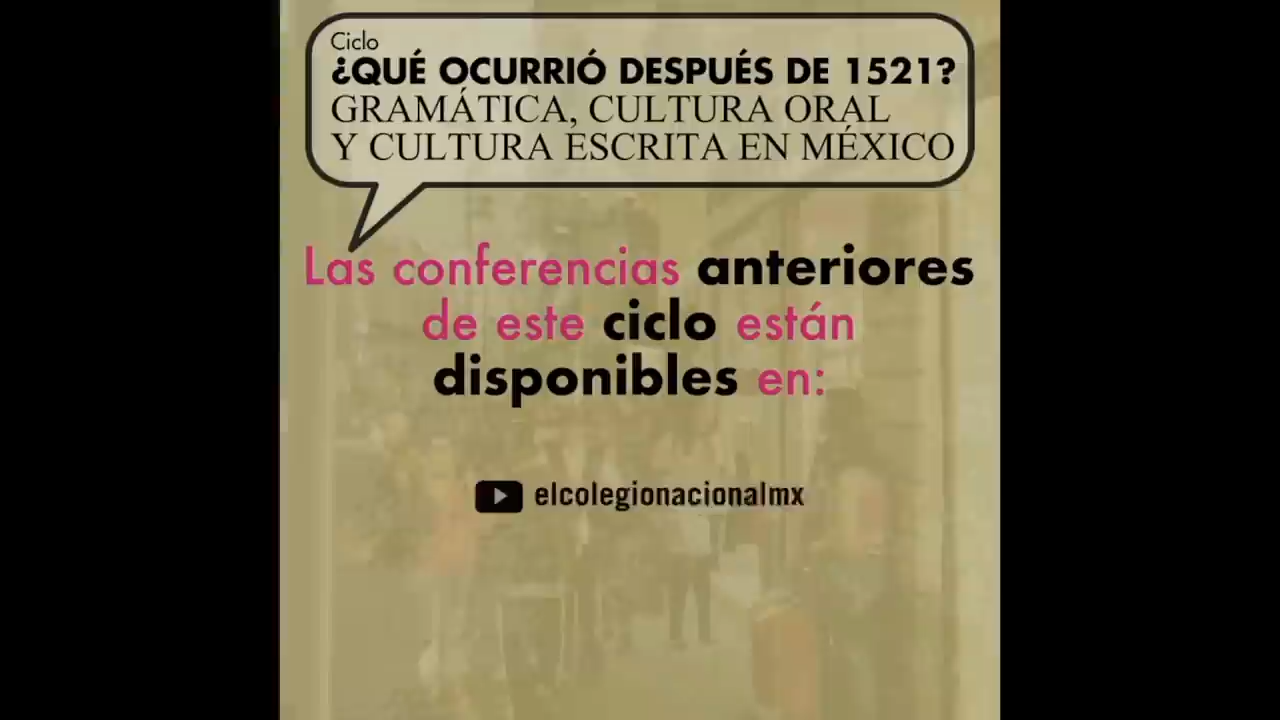 Ciclo
¿QUÉ OCURRIÓ DESPUÉS DE 1521?
GRAMÁTICA, CULTURA ORAL
Y CULTURA ESCRITA EN MÉXICO
Las conferencias anteriores
de este ciclo están
disponibles en:
elcolegionacionalmx